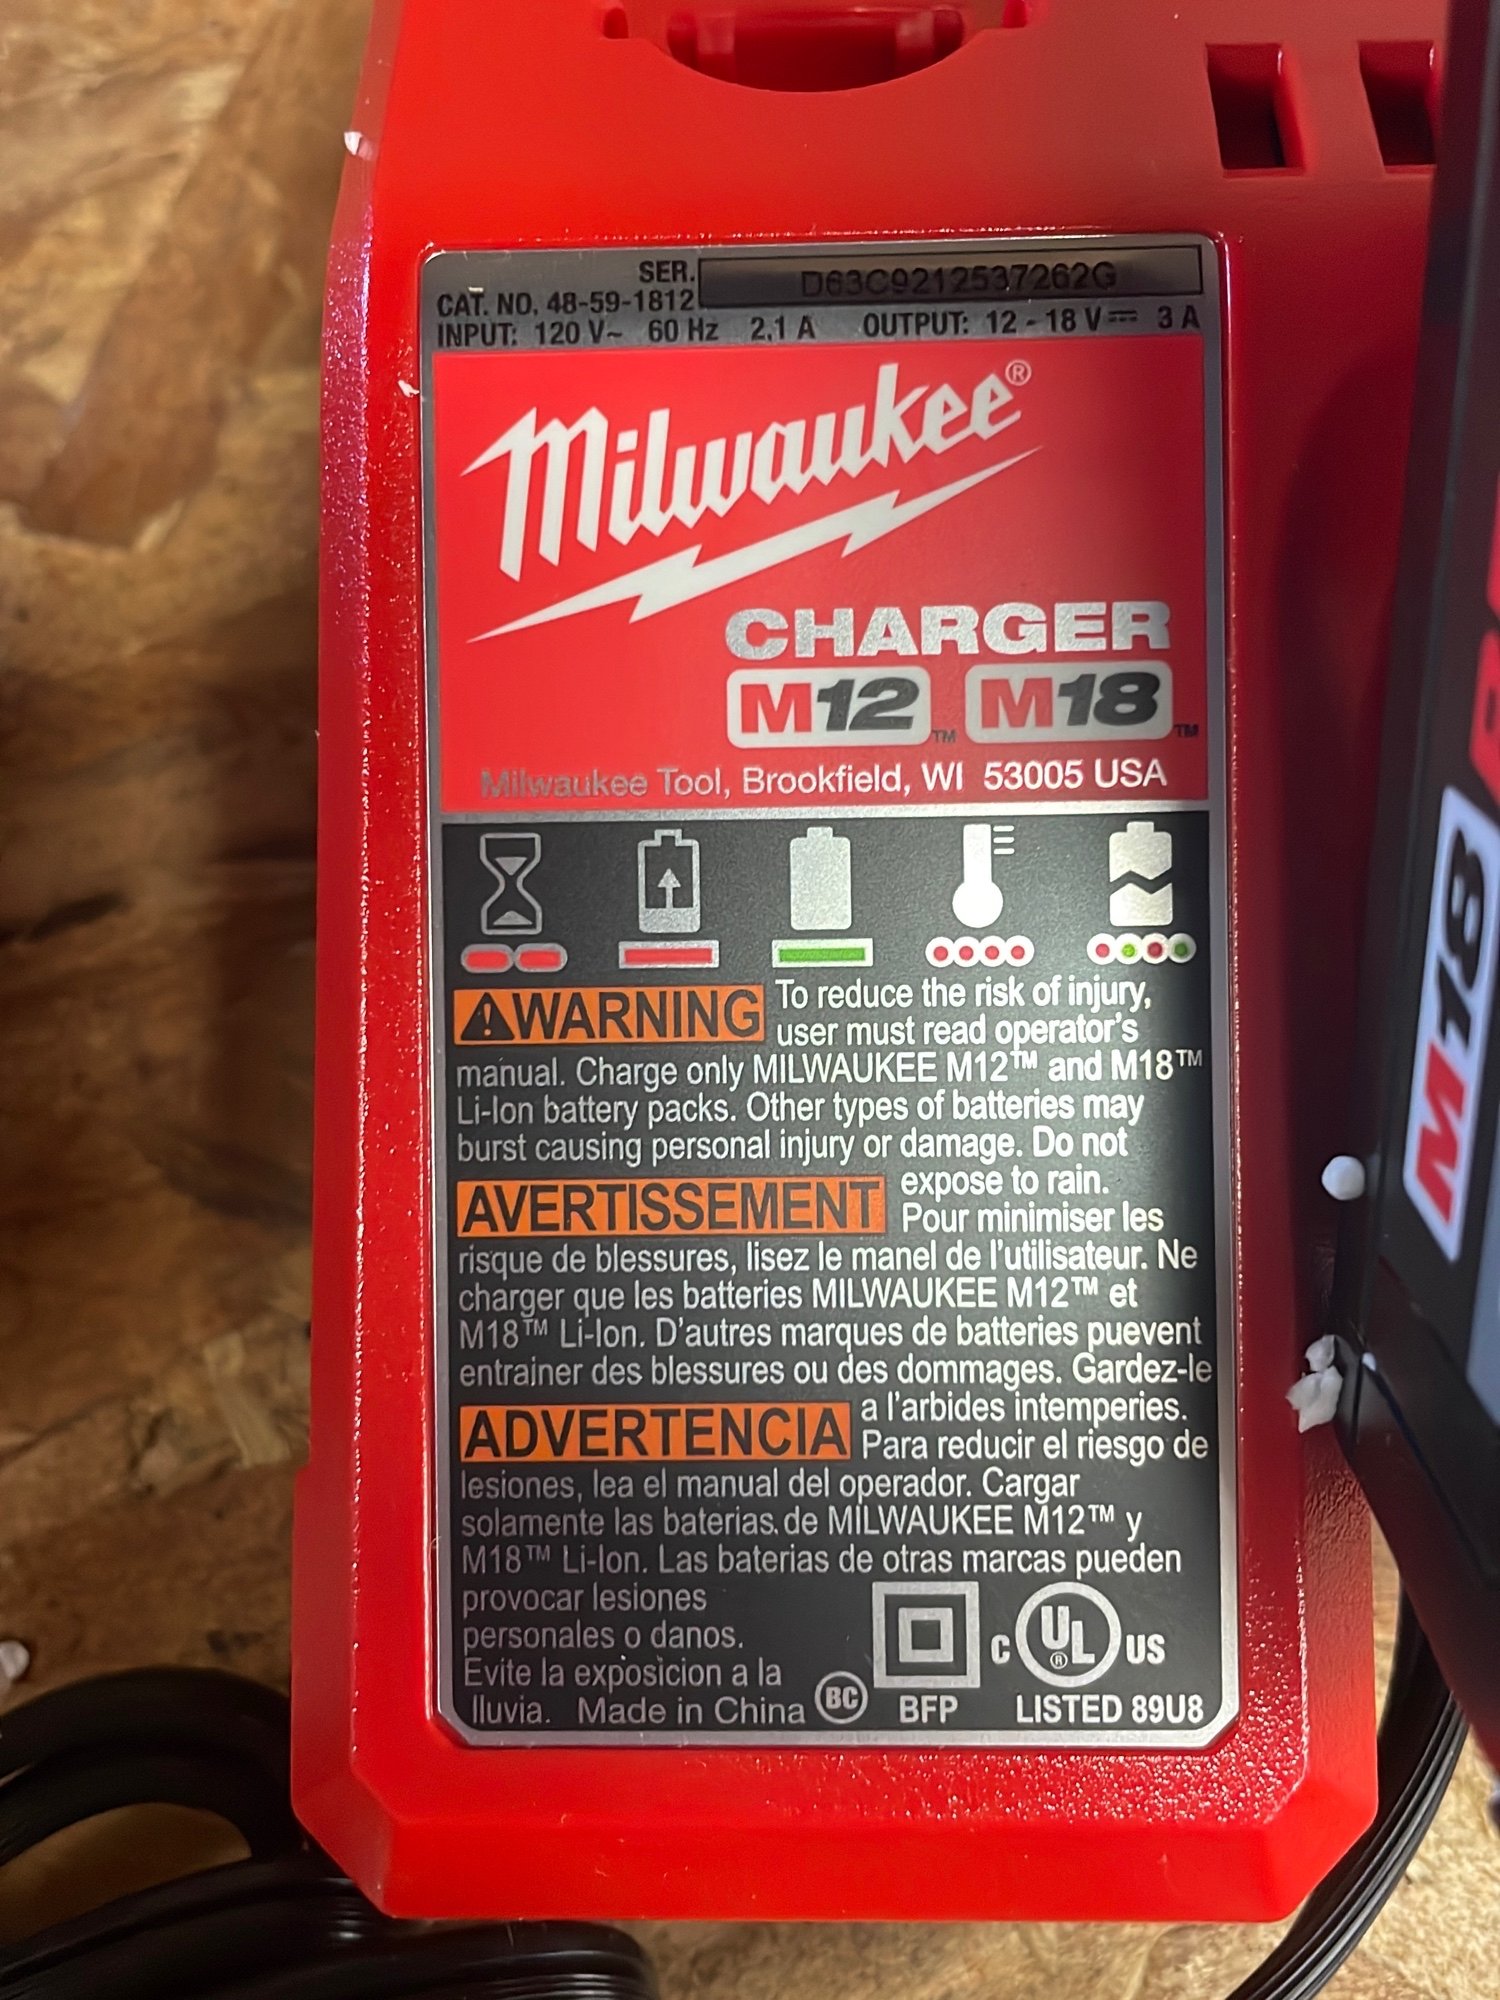 SER. D63C9212537262G
CAT. NO. 48-59-1812
INPUT: 120 V~ 60 Hz 2,1 A OUTPUT: 12 - 18 V⎓ 3 A
Milwaukee®
CHARGER
M12™ M18™
Milwaukee Tool, Brookfield, WI 53005 USA
⚠WARNING To reduce the risk of injury,
user must read operator's
manual. Charge only MILWAUKEE M12™ and M18™
Li-Ion battery packs. Other types of batteries may
burst causing personal injury or damage. Do not
expose to rain.
AVERTISSEMENT Pour minimiser les
risque de blessures, lisez le manel de l'utilisateur. Ne
charger que les batteries MILWAUKEE M12™ et
M18™ Li-Ion. D'autres marques de batteries puevent
entrainer des blessures ou des dommages. Gardez-le
a l'arbides intemperies.
ADVERTENCIA Para reducir el riesgo de
lesiones, lea el manual del operador. Cargar
solamente las baterias de MILWAUKEE M12™ y
M18™ Li-Ion. Las baterias de otras marcas pueden
provocar lesiones
personales o danos.
Evite la exposicion a la
lluvia. Made in China
BC
BFP
C UL® US
LISTED 89U8
M18